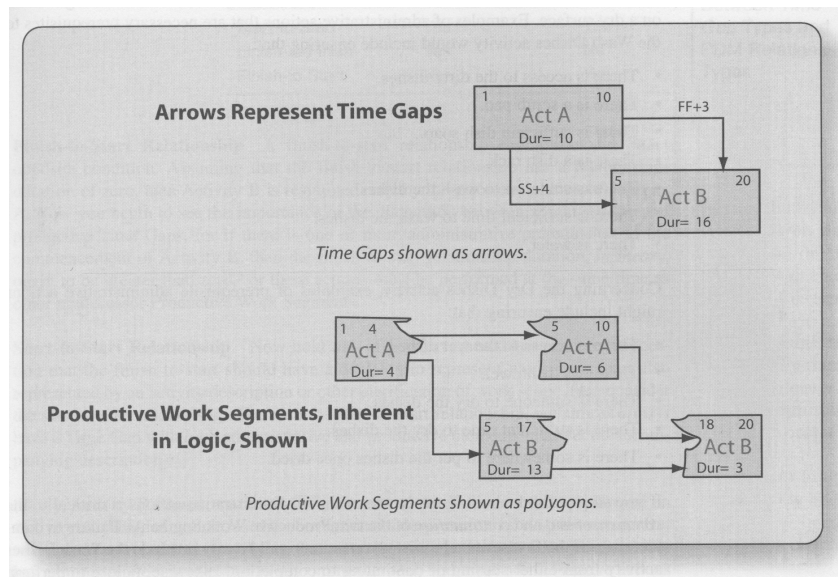 Arrows Represent Time Gaps
1 10
Act A
Dur= 10
FF+3
SS+4
5 20
Act B
Dur= 16
Time Gaps shown as arrows.
1 4
Act A
Dur= 4
5 10
Act A
Dur= 6
Productive Work Segments, Inherent
in Logic, Shown
5 17
Act B
Dur= 13
18 20
Act B
Dur= 3
Productive Work Segments shown as polygons.